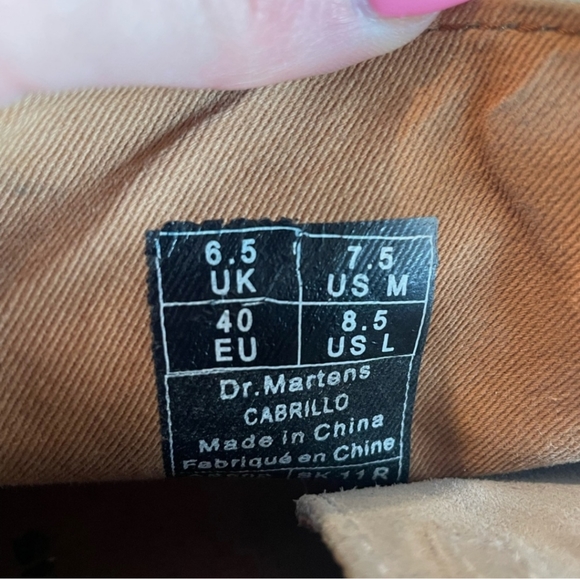 6.5 7.5
UK US M
40 8.5
EU US L
Dr.Martens
CABRILLO
Made in China
Fabriqué en Chine
11 R